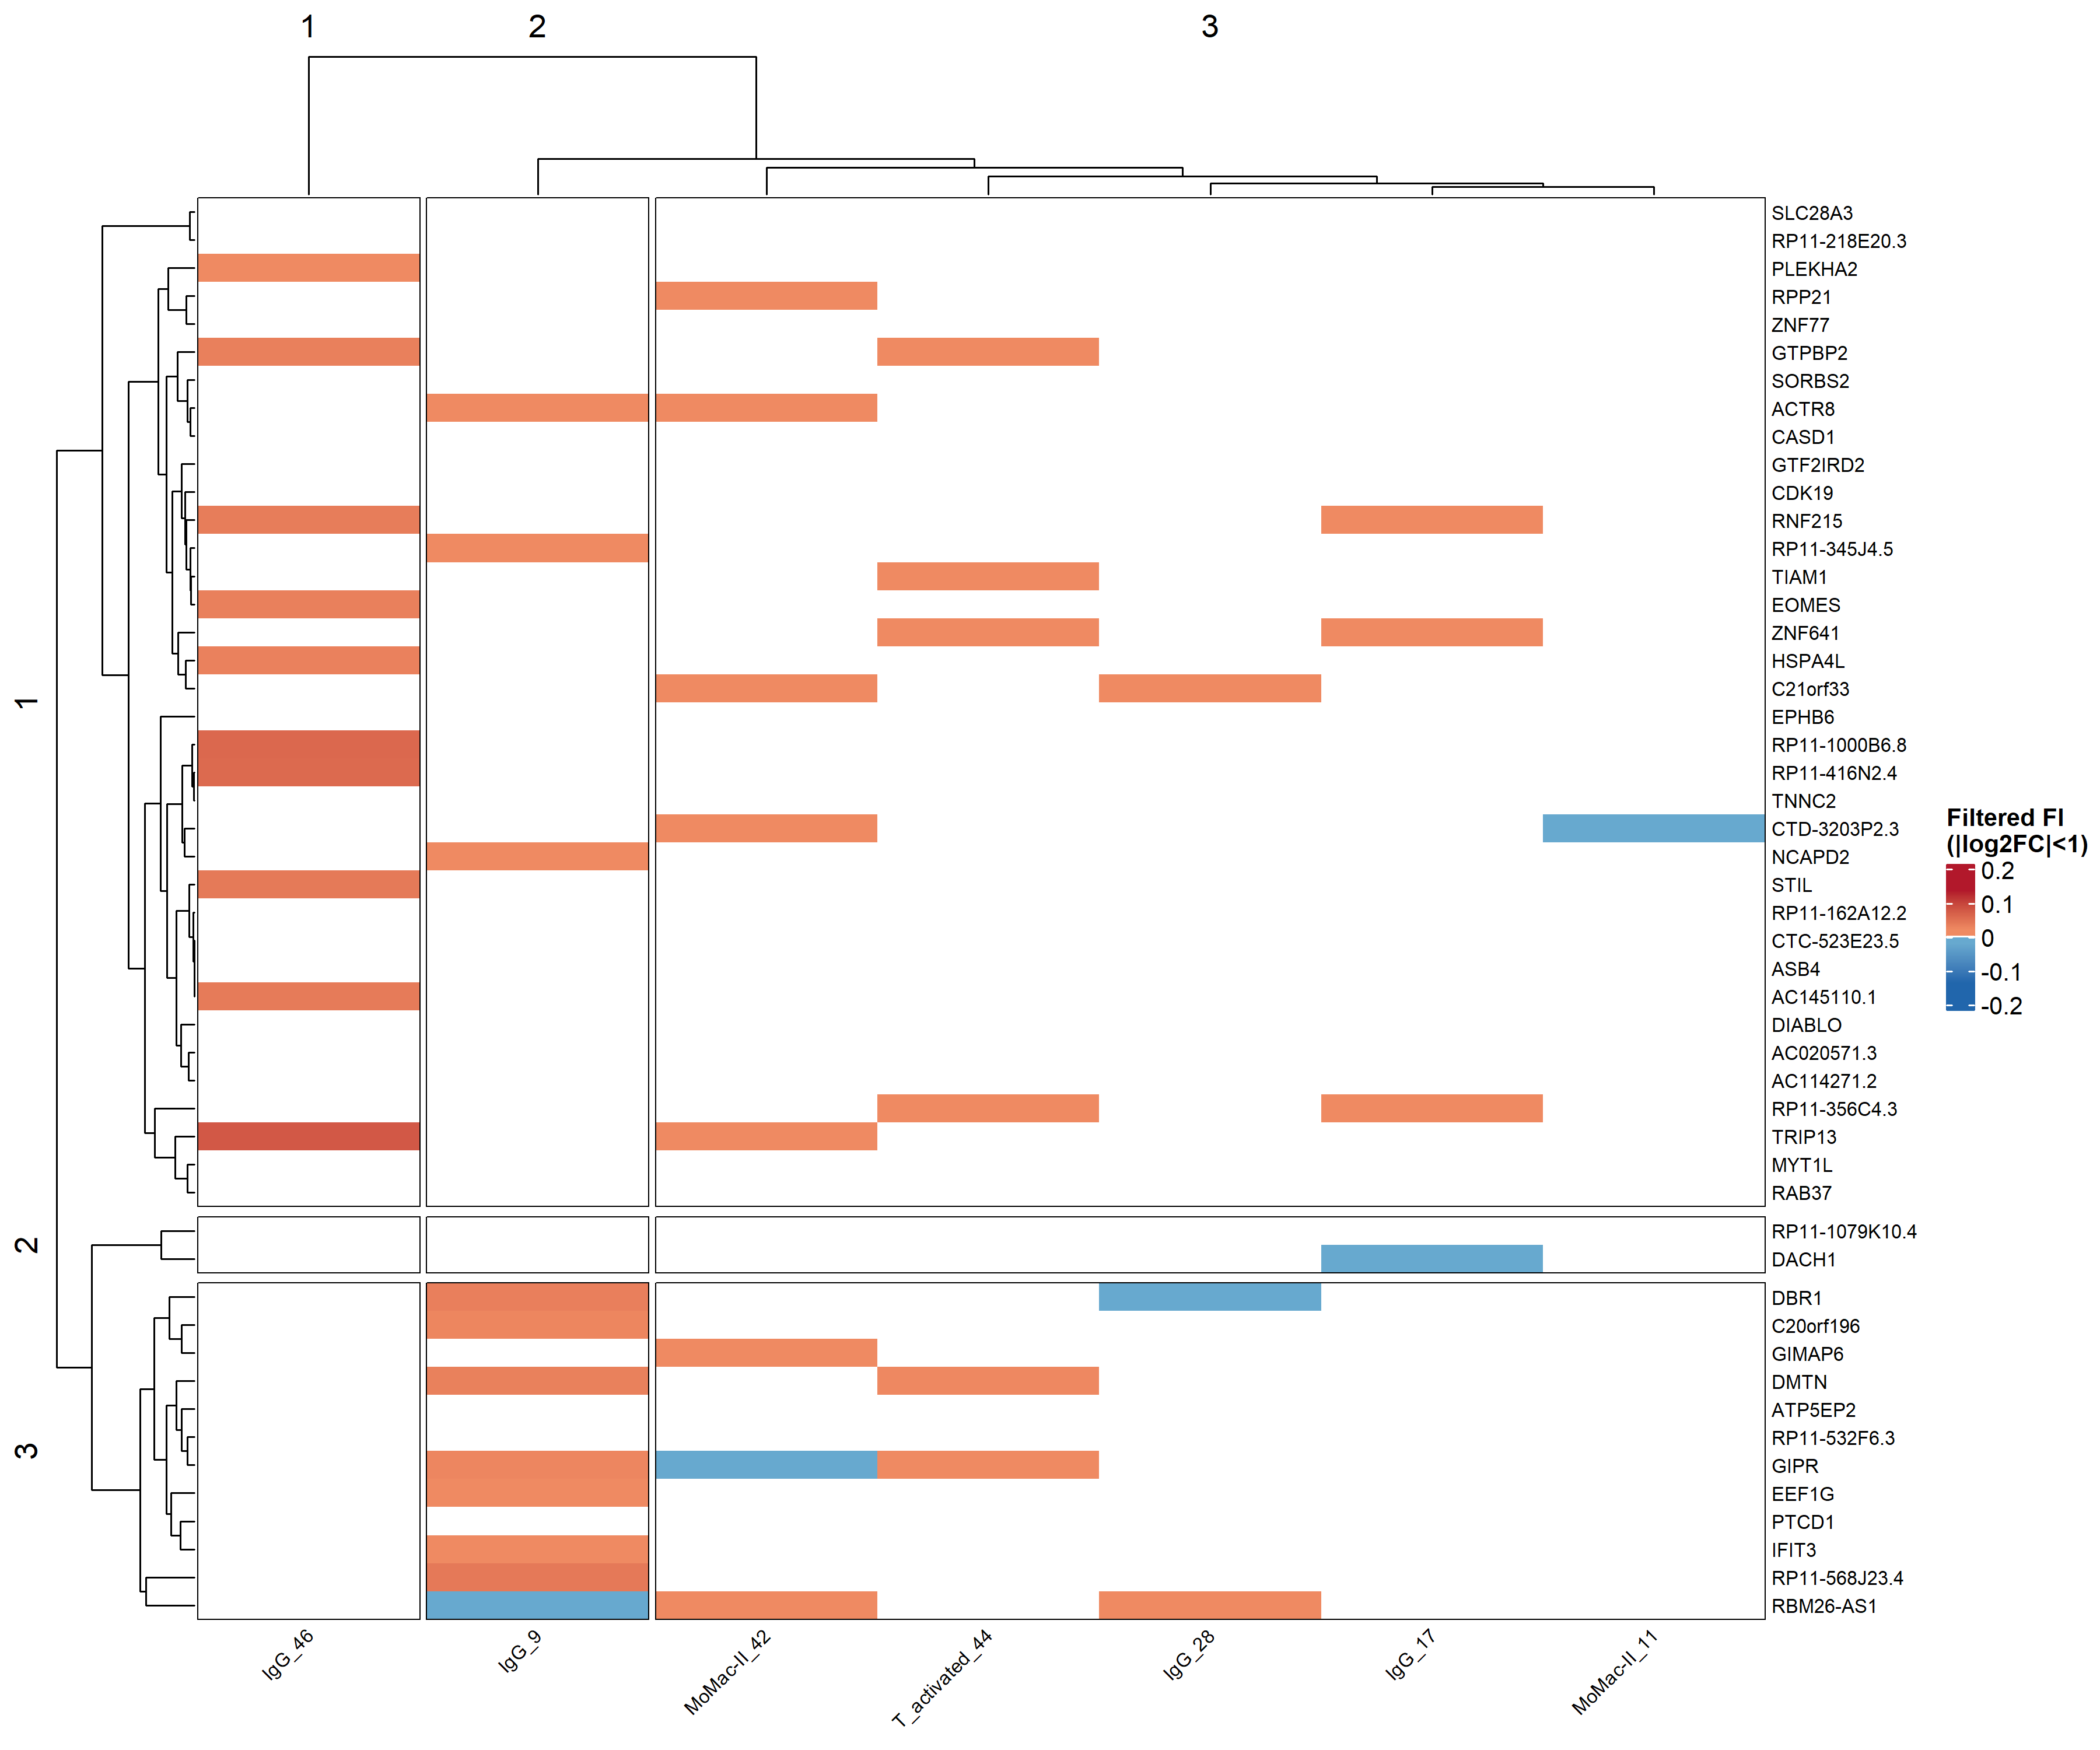 1
2
3
SLC28A3
RP11-218E20.3
PLEKHA2
RPP21
ZNF77
GTPBP2
SORBS2
ACTR8
CASD1
GTF2IRD2
CDK19
RNF215
RP11-345J4.5
TIAM1
EOMES
ZNF641
HSPA4L
C21orf33
EPHB6
RP11-1000B6.8
RP11-416N2.4
TNNC2
CTD-3203P2.3
NCAPD2
STIL
RP11-162A12.2
CTC-523E23.5
ASB4
AC145110.1
DIABLO
AC020571.3
AC114271.2
RP11-356C4.3
TRIP13
MYT1L
RAB37
RP11-1079K10.4
DACH1
DBR1
C20orf196
GIMAP6
DMTN
ATP5EP2
RP11-532F6.3
GIPR
EEF1G
PTCD1
IFIT3
RP11-568J23.4
RBM26-AS1
1
2
3
IgG_46
IgG_9
MoMac-II_42
T_activated_44
IgG_28
IgG_17
MoMac-II_11
Filtered FI
(|log2FC|<1)
0.2
0.1
0
-0.1
-0.2